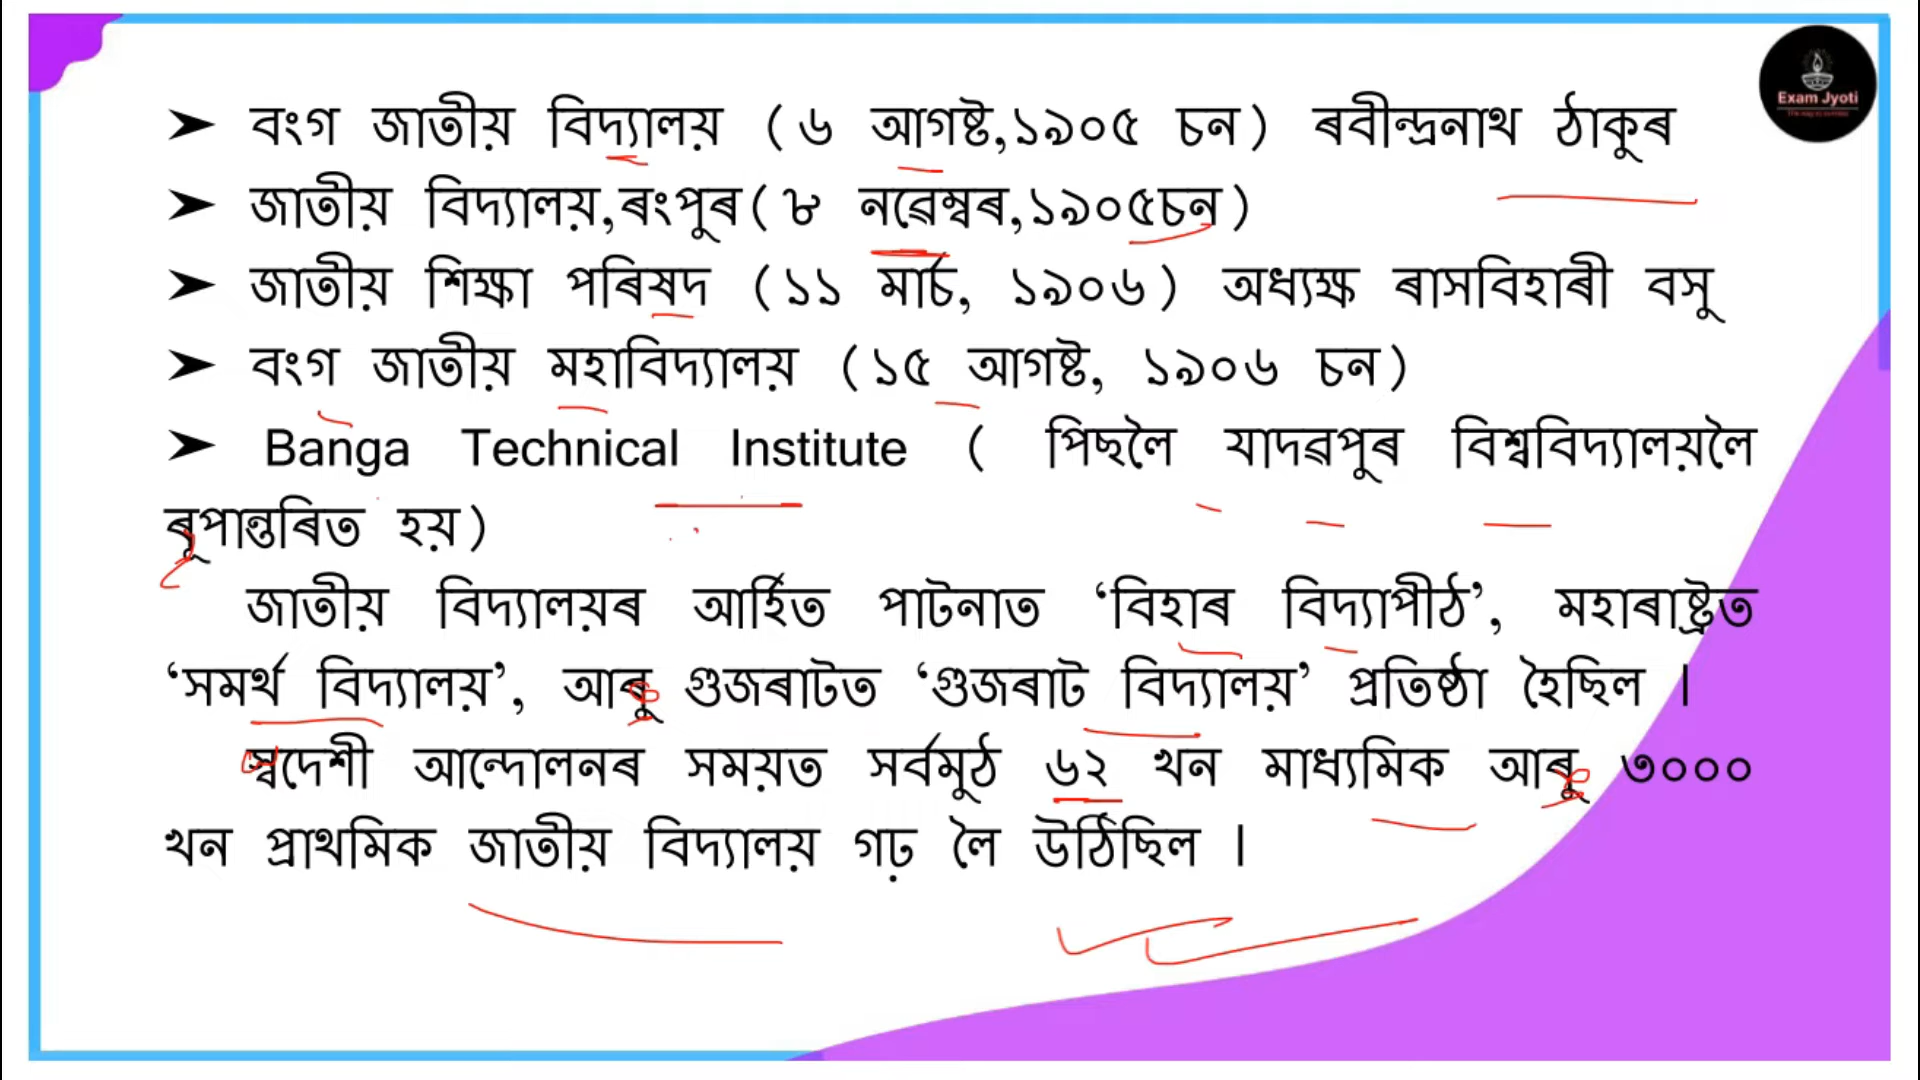 Exam Jyoti
➤ বংগ জাতীয় বিদ্যালয় (৬ আগষ্ট,১৯০৫ চন) ৰবীন্দ্ৰনাথ ঠাকুৰ
➤ জাতীয় বিদ্যালয়,ৰংপুৰ(৮ নৱেম্বৰ,১৯০৫চন)
➤ জাতীয় শিক্ষা পৰিষদ (১১ মাৰ্চ, ১৯০৬) অধ্যক্ষ ৰাসবিহাৰী বসু
➤ বংগ জাতীয় মহাবিদ্যালয় (১৫ আগষ্ট, ১৯০৬ চন)
➤ Banga Technical Institute ( পিছলৈ যাদৱপুৰ বিশ্ববিদ্যালয়লৈ
ৰূপান্তৰিত হয়)
জাতীয় বিদ্যালয়ৰ আৰ্হিত পাটনাত ‘বিহাৰ বিদ্যাপীঠ’, মহাৰাষ্ট্ৰত
‘সমৰ্থ বিদ্যালয়’, আৰু গুজৰাটত ‘গুজৰাট বিদ্যালয়’ প্ৰতিষ্ঠা হৈছিল ।
স্বদেশী আন্দোলনৰ সময়ত সৰ্বমুঠ ৬২ খন মাধ্যমিক আৰু ৩০০০
খন প্ৰাথমিক জাতীয় বিদ্যালয় গঢ় লৈ উঠিছিল ।